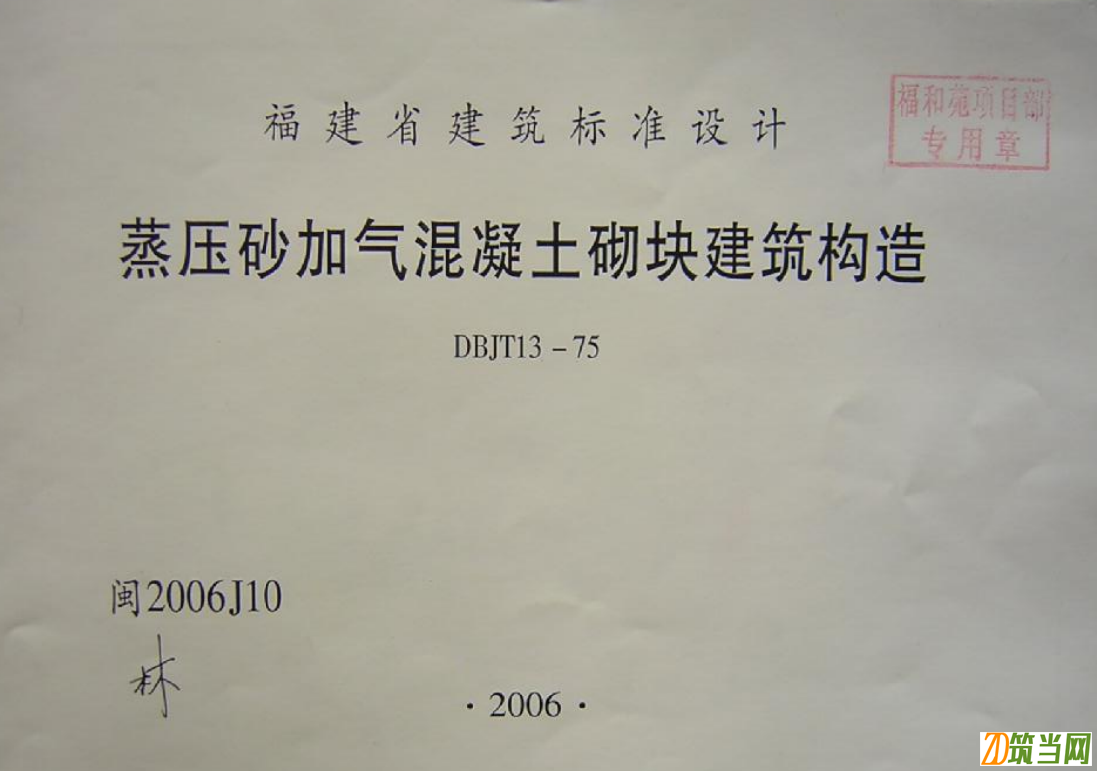 福建省建筑标准设计
福和苑项目部
专用章
蒸压砂加气混凝土砌块建筑构造
DBJT13-75
闽2006J10
林
·2006·
ZD筑当网